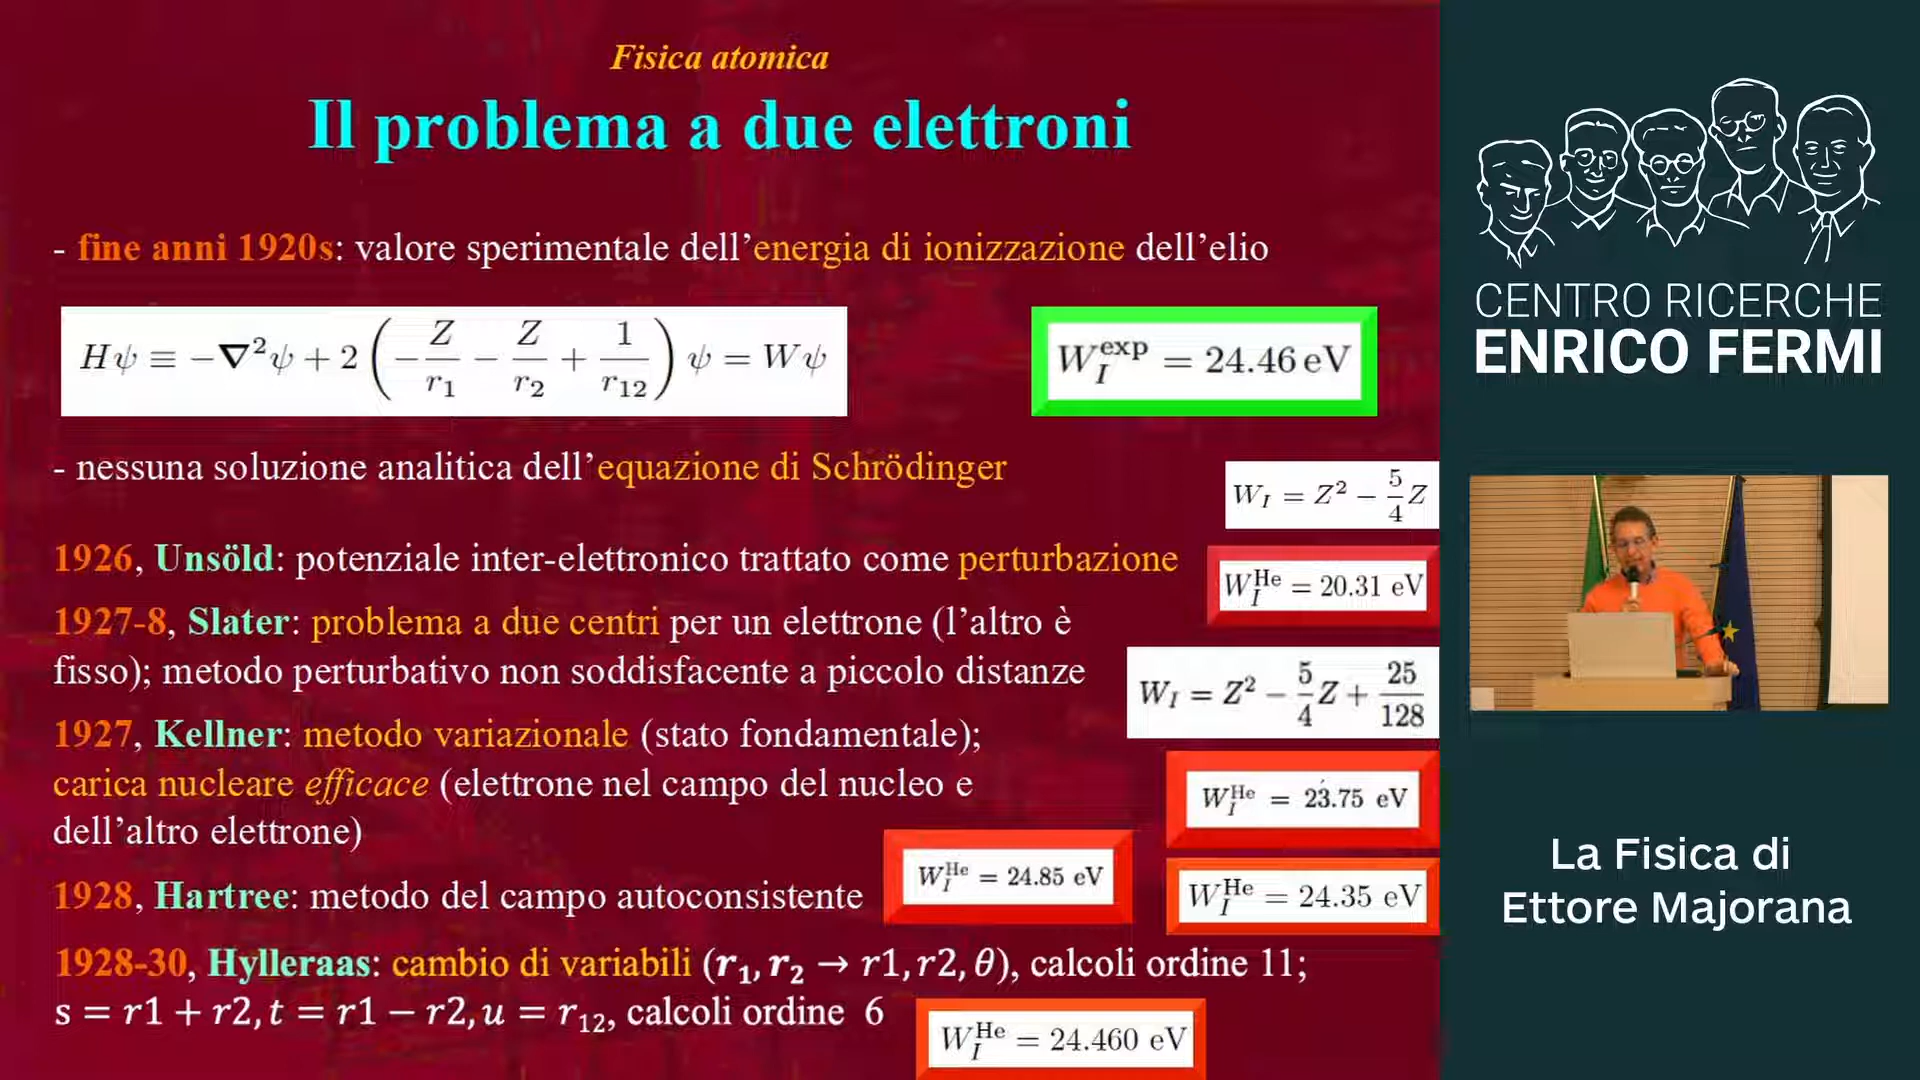 Fisica atomica
Il problema a due elettroni
- fine anni 1920s: valore sperimentale dell’energia di ionizzazione dell’elio
Hψ ≡ −∇²ψ + 2 (−Z/r₁ − Z/r₂ + 1/r₁₂) ψ = Wψ
W_I^exp = 24.46 eV
- nessuna soluzione analitica dell’equazione di Schrödinger
W_I = Z² − 5/4 Z
1926, Unsöld: potenziale inter-elettronico trattato come perturbazione
W_I^He = 20.31 eV
1927-8, Slater: problema a due centri per un elettrone (l’altro è
fisso); metodo perturbativo non soddisfacente a piccolo distanze
W_I = Z² − 5/4 Z + 25/128
1927, Kellner: metodo variazionale (stato fondamentale);
carica nucleare efficace (elettrone nel campo del nucleo e
dell’altro elettrone)
W_I^He = 23.75 eV
1928, Hartree: metodo del campo autoconsistente
W_I^He = 24.85 eV
W_I^He = 24.35 eV
1928-30, Hylleraas: cambio di variabili (r₁, r₂ → r1, r2, θ), calcoli ordine 11;
s = r1 + r2, t = r1 − r2, u = r₁₂, calcoli ordine 6
W_I^He = 24.460 eV
CENTRO RICERCHE
ENRICO FERMI
La Fisica di
Ettore Majorana